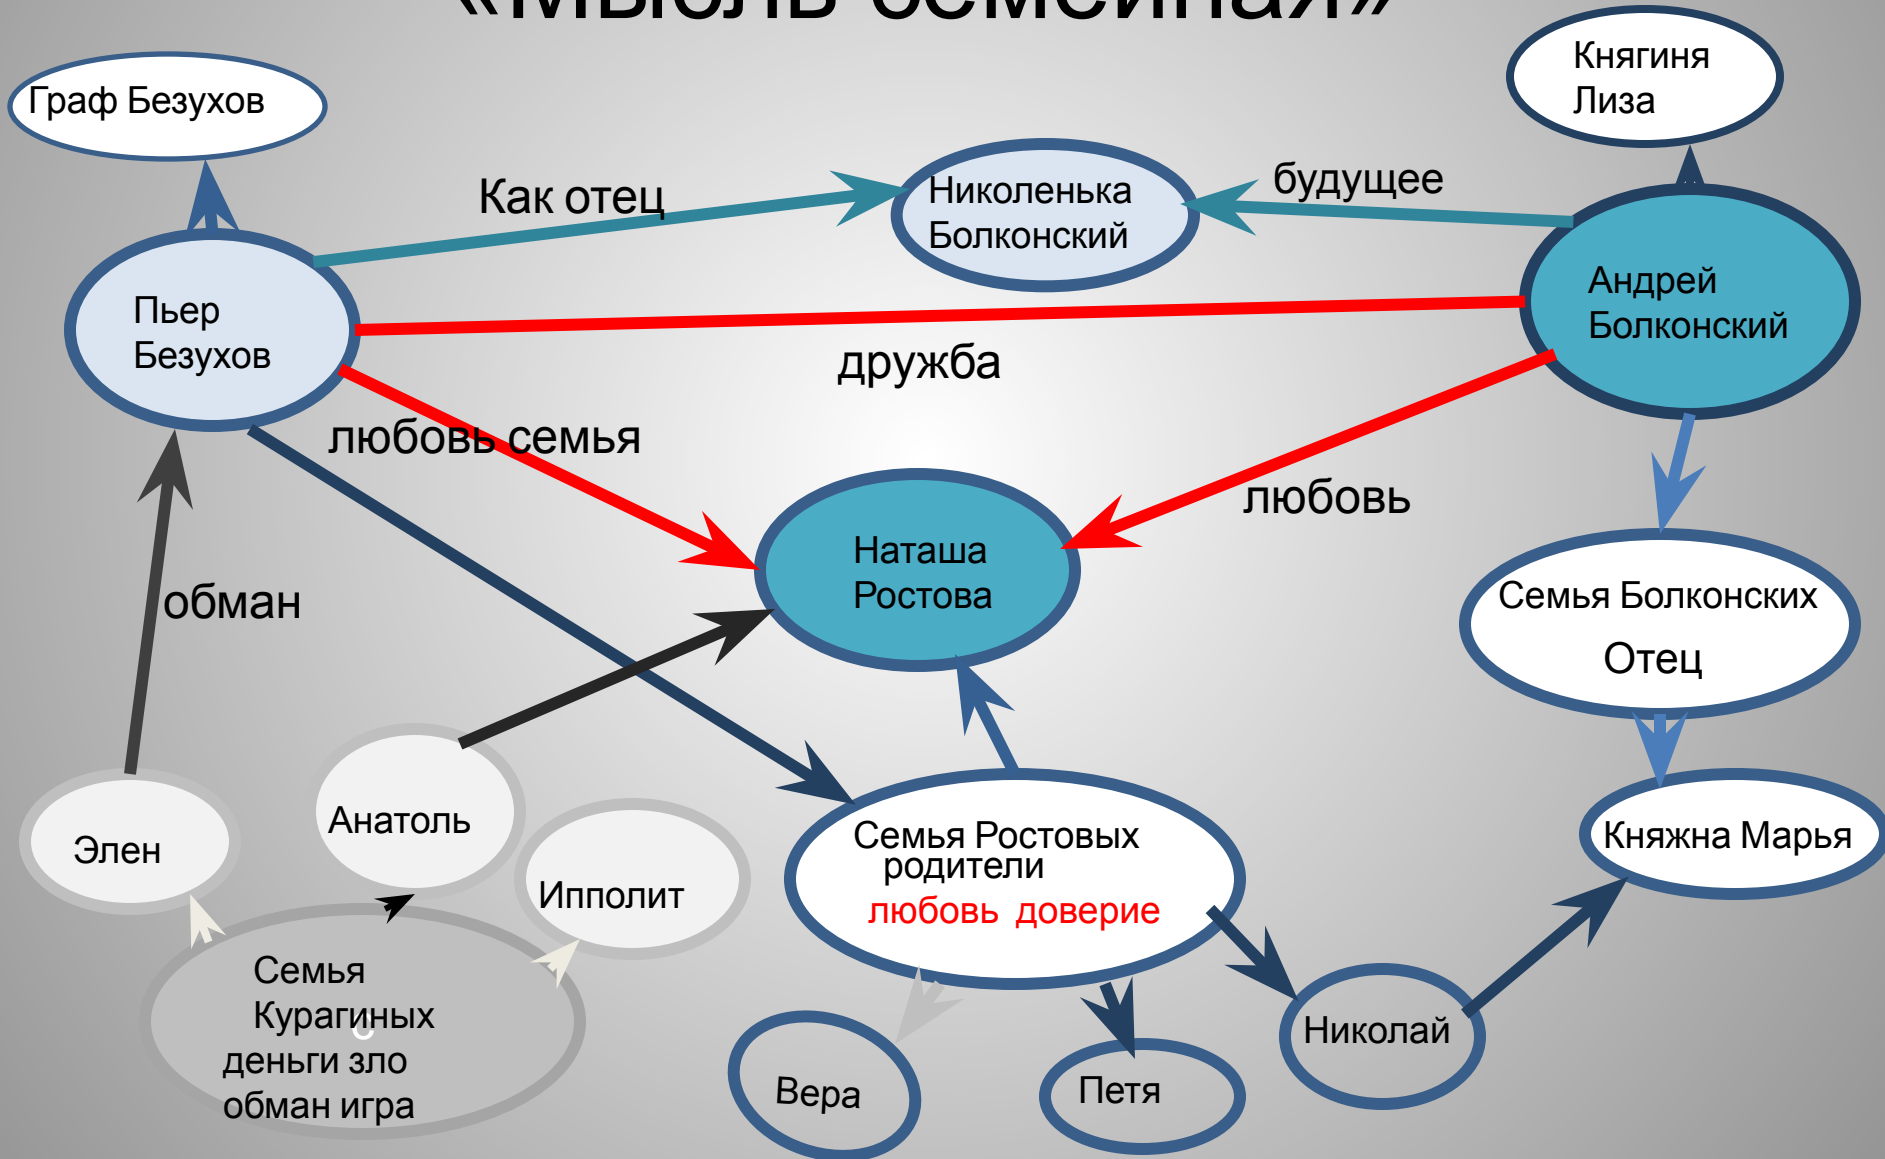 «Мысль семейная»
Княгиня
Лиза
Граф Безухов
Николенька
Болконский
Как отец
будущее
Пьер
Безухов
Андрей
Болконский
дружба
любовь семья
любовь
Наташа
Ростова
обман
Семья Болконских
Отец
Элен
Анатоль
Ипполит
Семья Ростовых
родители
любовь доверие
Княжна Марья
Семья
Курагиных
с
деньги зло
обман игра
Вера
Петя
Николай